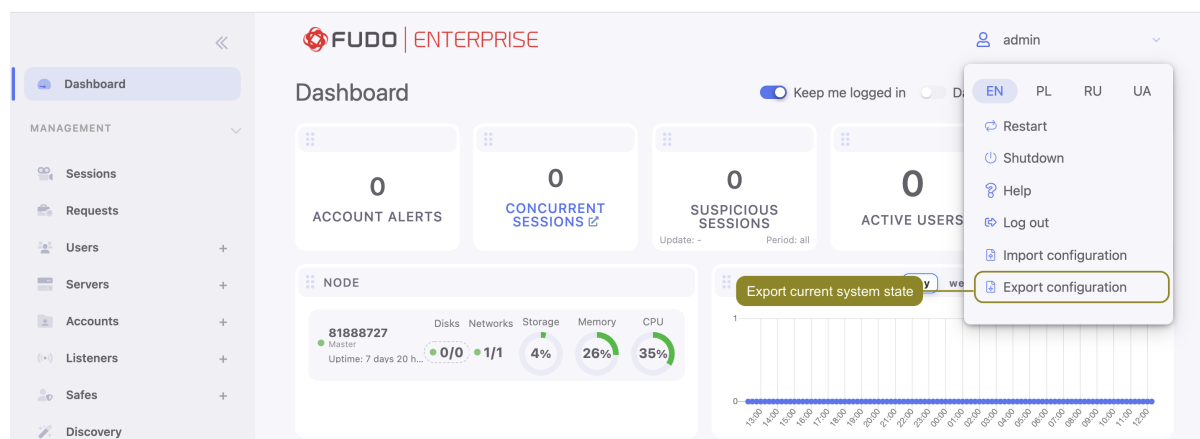 FUDO ENTERPRISE
admin
Dashboard
Dashboard
Keep me logged in
EN PL RU UA
MANAGEMENT
Restart
Shutdown
Help
Log out
Import configuration
Export configuration
Sessions
Requests
Users +
Servers +
Accounts +
Listeners +
Safes +
Discovery
0
ACCOUNT ALERTS
0
CONCURRENT
SESSIONS
0
SUSPICIOUS
SESSIONS
Update: - Period: all
0
ACTIVE USERS
NODE
Export current system state
81888727
Master
Uptime: 7 days 20 h...
Disks Networks Storage Memory CPU
0/0 1/1 4% 26% 35%
1
0
13:00 14:00 15:00 16:00 17:00 18:00 19:00 20:00 21:00 22:00 23:00 00:00 01:00 02:00 03:00 04:00 05:00 06:00 07:00 08:00 09:00 10:00 11:00 12:00